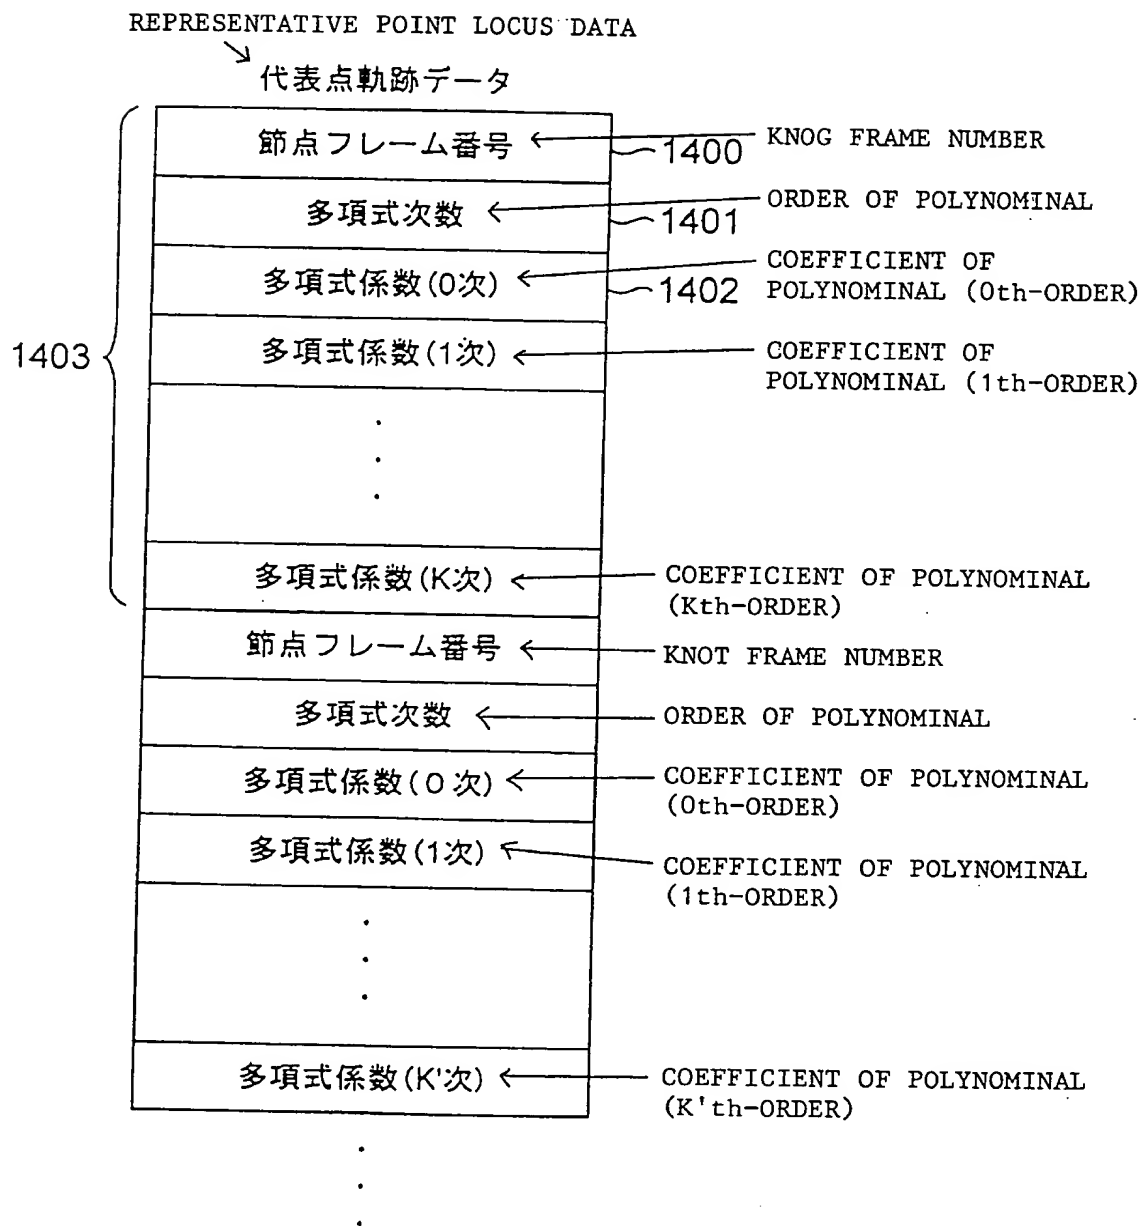 REPRESENTATIVE POINT LOCUS DATA
代表点軌跡データ
節点フレーム番号
1400
KNOG FRAME NUMBER
多項式次数
1401
ORDER OF POLYNOMINAL
多項式係数(0次)
1402
COEFFICIENT OF
POLYNOMINAL (0th-ORDER)
1403
多項式係数(1次)
COEFFICIENT OF
POLYNOMINAL (1th-ORDER)
多項式係数(K次)
COEFFICIENT OF POLYNOMINAL
(Kth-ORDER)
節点フレーム番号
KNOT FRAME NUMBER
多項式次数
ORDER OF POLYNOMINAL
多項式係数(0次)
COEFFICIENT OF POLYNOMINAL
(0th-ORDER)
多項式係数(1次)
COEFFICIENT OF POLYNOMINAL
(1th-ORDER)
多項式係数(K'次)
COEFFICIENT OF POLYNOMINAL
(K'th-ORDER)